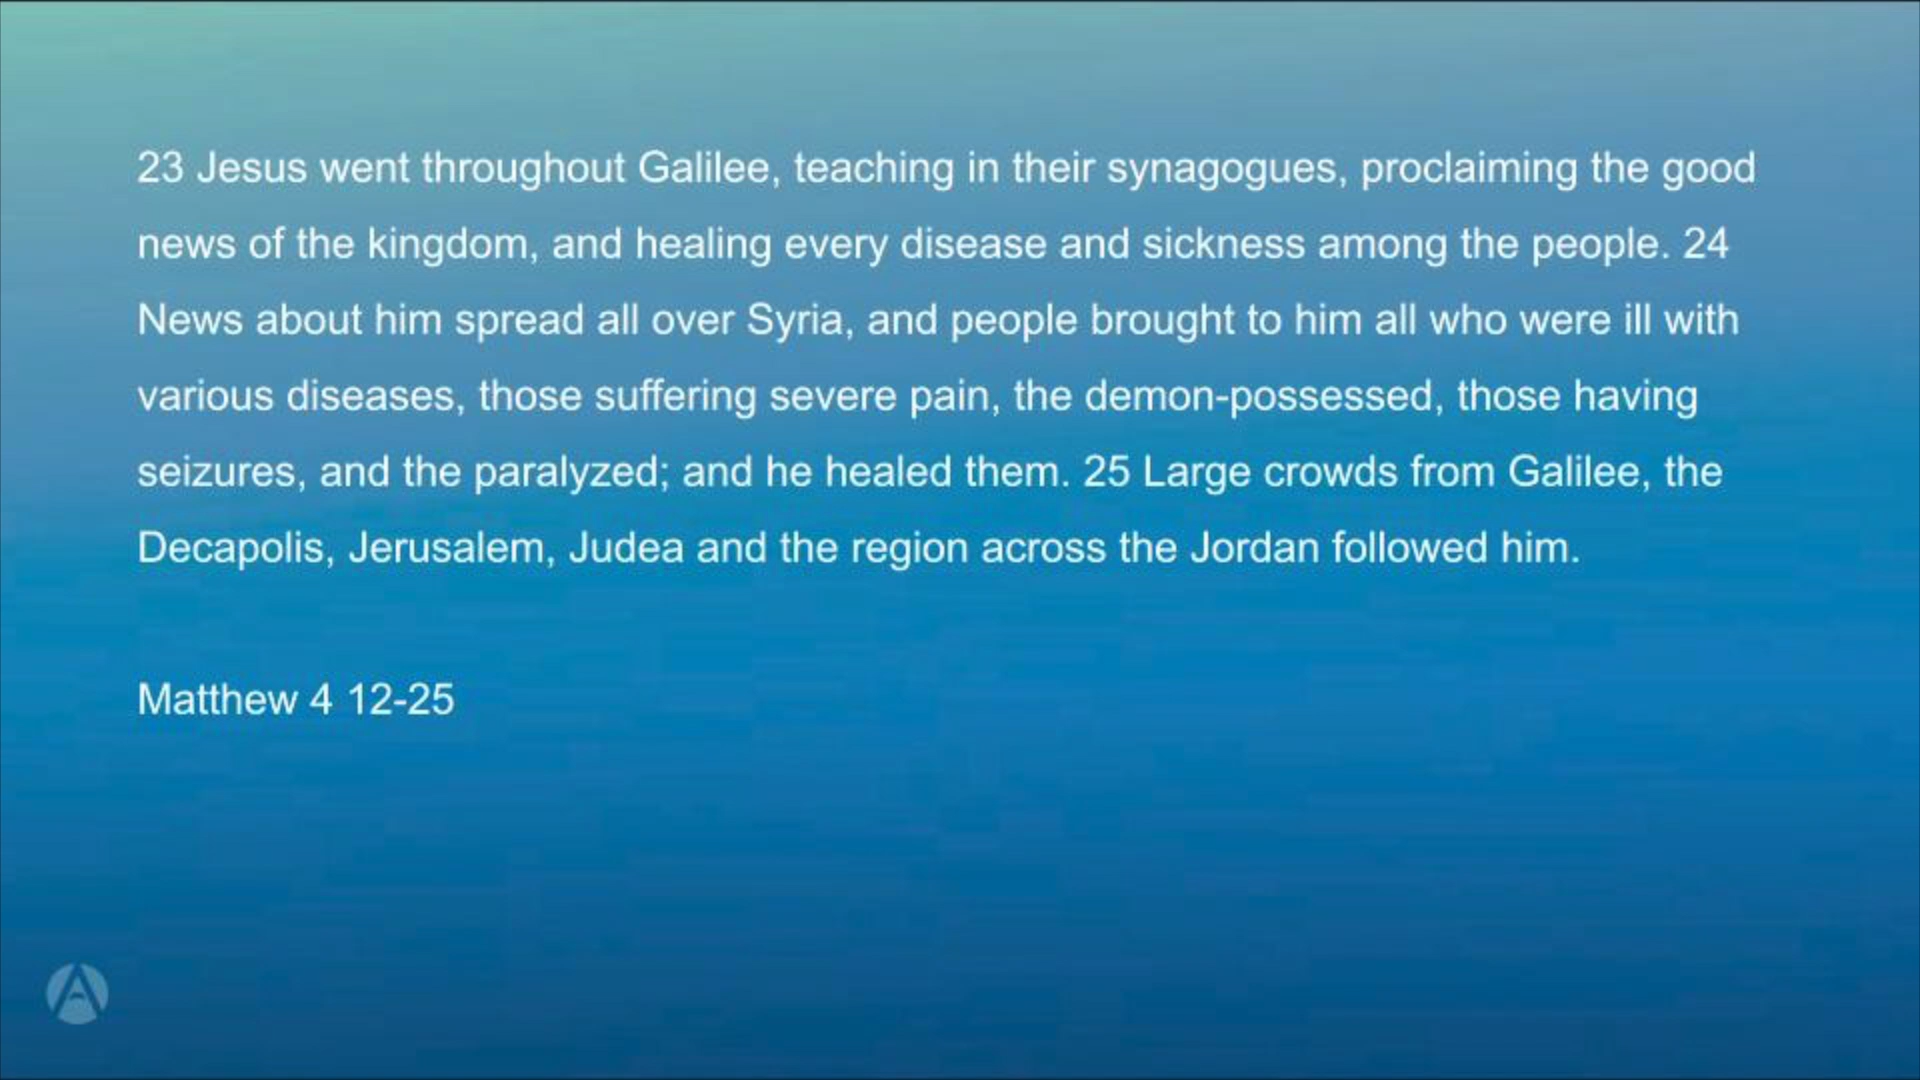 23 Jesus went throughout Galilee, teaching in their synagogues, proclaiming the good
news of the kingdom, and healing every disease and sickness among the people. 24
News about him spread all over Syria, and people brought to him all who were ill with
various diseases, those suffering severe pain, the demon-possessed, those having
seizures, and the paralyzed; and he healed them. 25 Large crowds from Galilee, the
Decapolis, Jerusalem, Judea and the region across the Jordan followed him.
Matthew 4 12-25